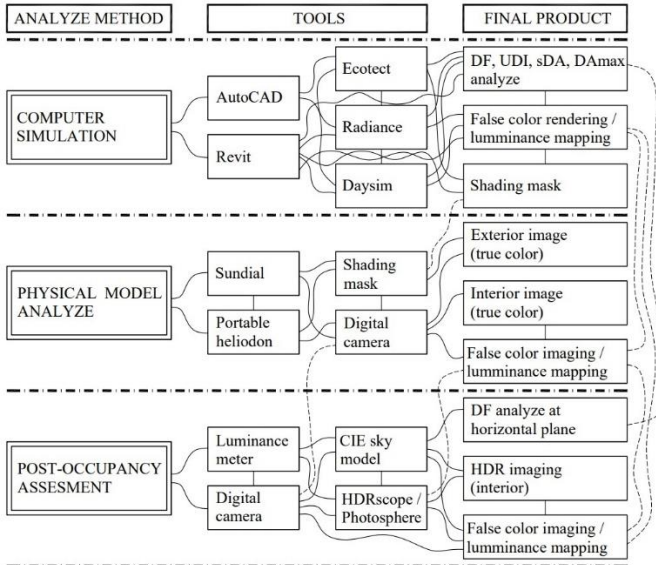 ANALYZE METHOD
TOOLS
FINAL PRODUCT
COMPUTER
SIMULATION
AutoCAD
Revit
Ecotect
Radiance
Daysim
DF, UDI, sDA, DAmax
analyze
False color rendering /
lumminance mapping
Shading mask
PHYSICAL MODEL
ANALYZE
Sundial
Portable
heliodon
Shading
mask
Digital
camera
Exterior image
(true color)
Interior image
(true color)
False color imaging /
lumminance mapping
POST-OCCUPANCY
ASSESMENT
Luminance
meter
Digital
camera
CIE sky
model
HDRscope /
Photosphere
DF analyze at
horizontal plane
HDR imaging
(interior)
False color imaging /
lumminance mapping